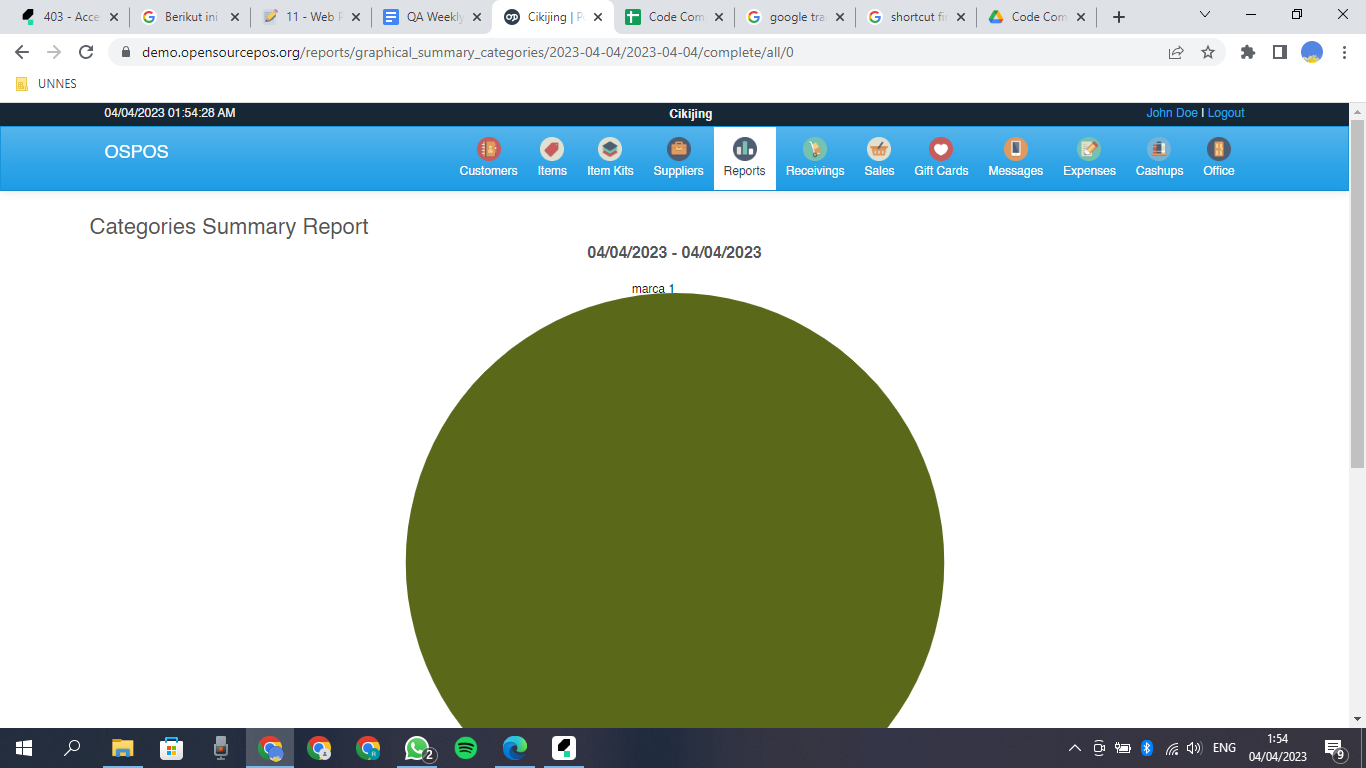 403 - Acce
Berikut ini
11 - Web P
QA Weekly
Cikijing | P
Code Com
google tra
shortcut fi
Code Com
demo.opensourcepos.org/reports/graphical_summary_categories/2023-04-04/2023-04-04/complete/all/0
UNNES
04/04/2023 01:54:28 AM
Cikijing
John Doe | Logout
OSPOS
Customers
Items
Item Kits
Suppliers
Reports
Receivings
Sales
Gift Cards
Messages
Expenses
Cashups
Office
Categories Summary Report
04/04/2023 - 04/04/2023
marca 1
2
ENG
1:54
04/04/2023
9